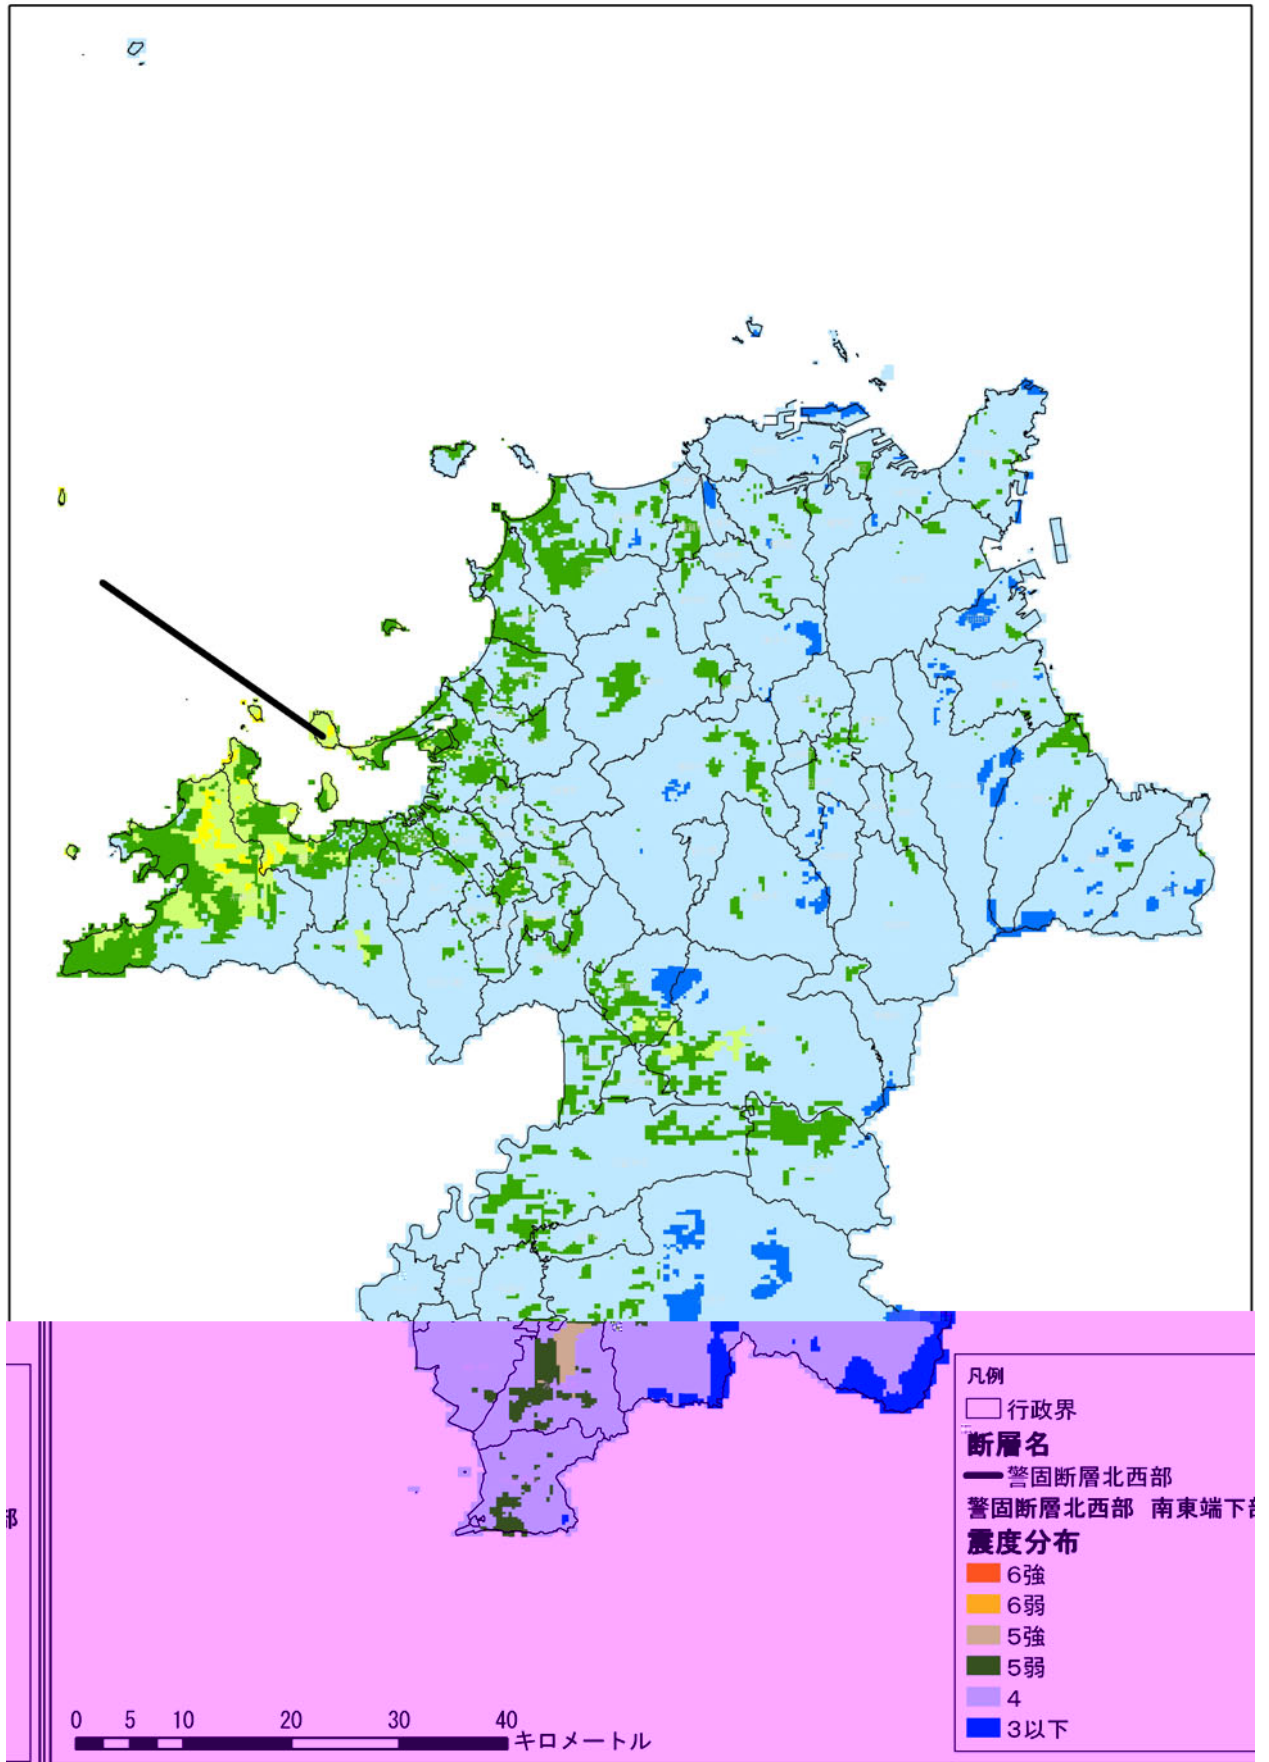 凡例
行政界
断層名
警固断層北西部
警固断層北西部 南東端下部
震度分布
6強
6弱
5強
5弱
4
3以下
部
0 5 10 20 30 40
キロメートル